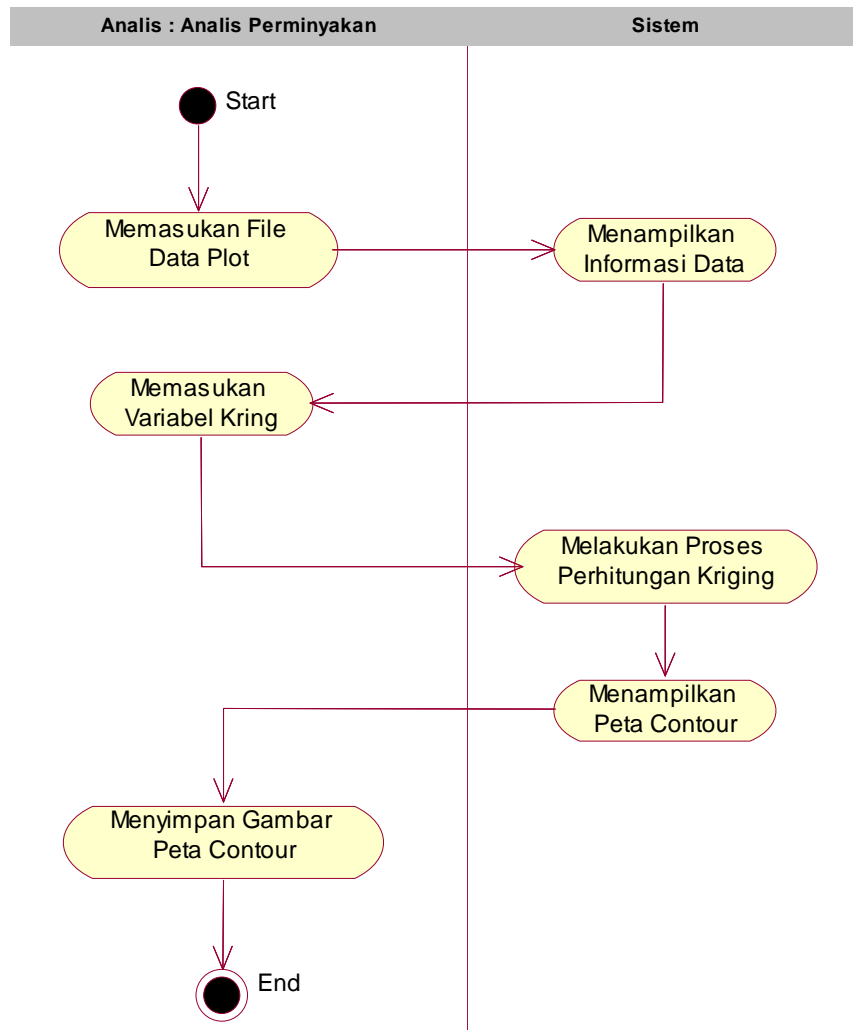 Analis : Analis Perminyakan
Sistem
Start
Memasukan File
Data Plot
Menampilkan
Informasi Data
Memasukan
Variabel Kring
Melakukan Proses
Perhitungan Kriging
Menampilkan
Peta Contour
Menyimpan Gambar
Peta Contour
End